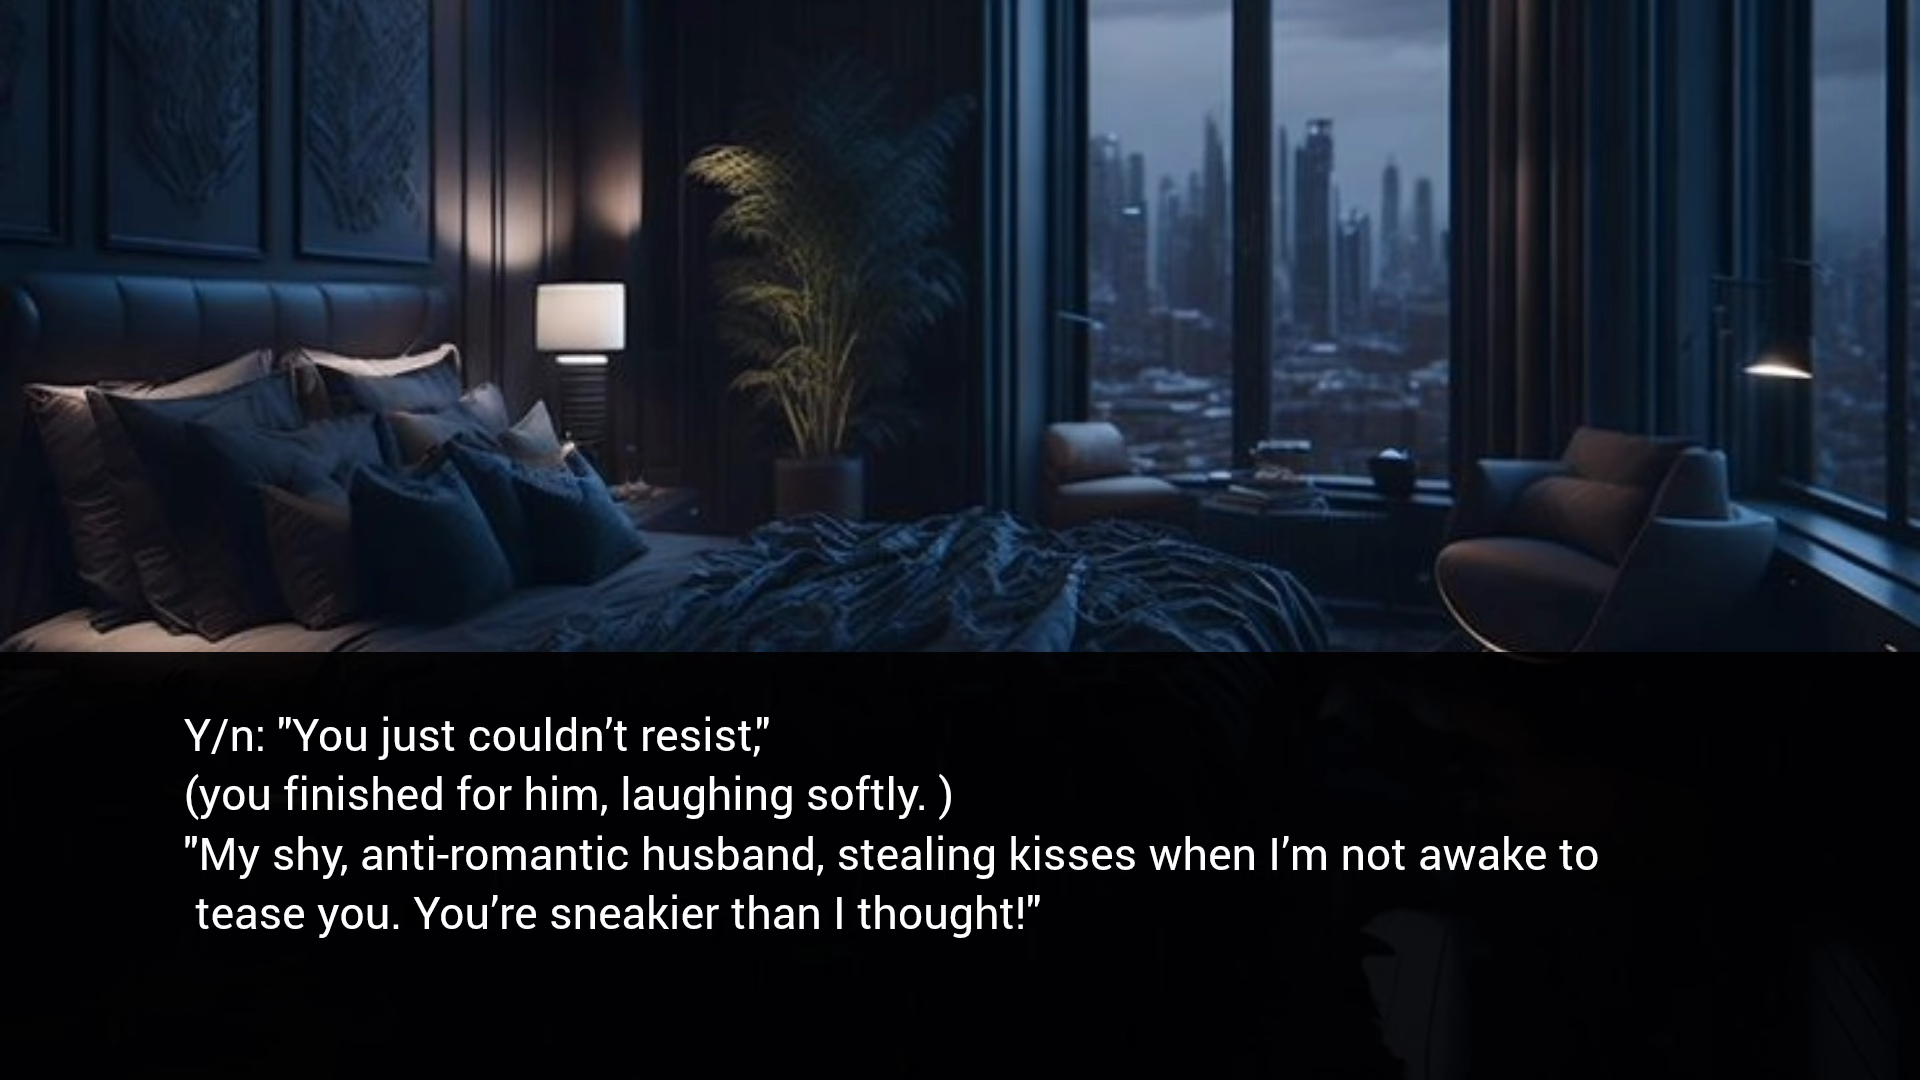 Y/n: "You just couldn’t resist,"
(you finished for him, laughing softly. )
"My shy, anti-romantic husband, stealing kisses when I’m not awake to
tease you. You’re sneakier than I thought!"